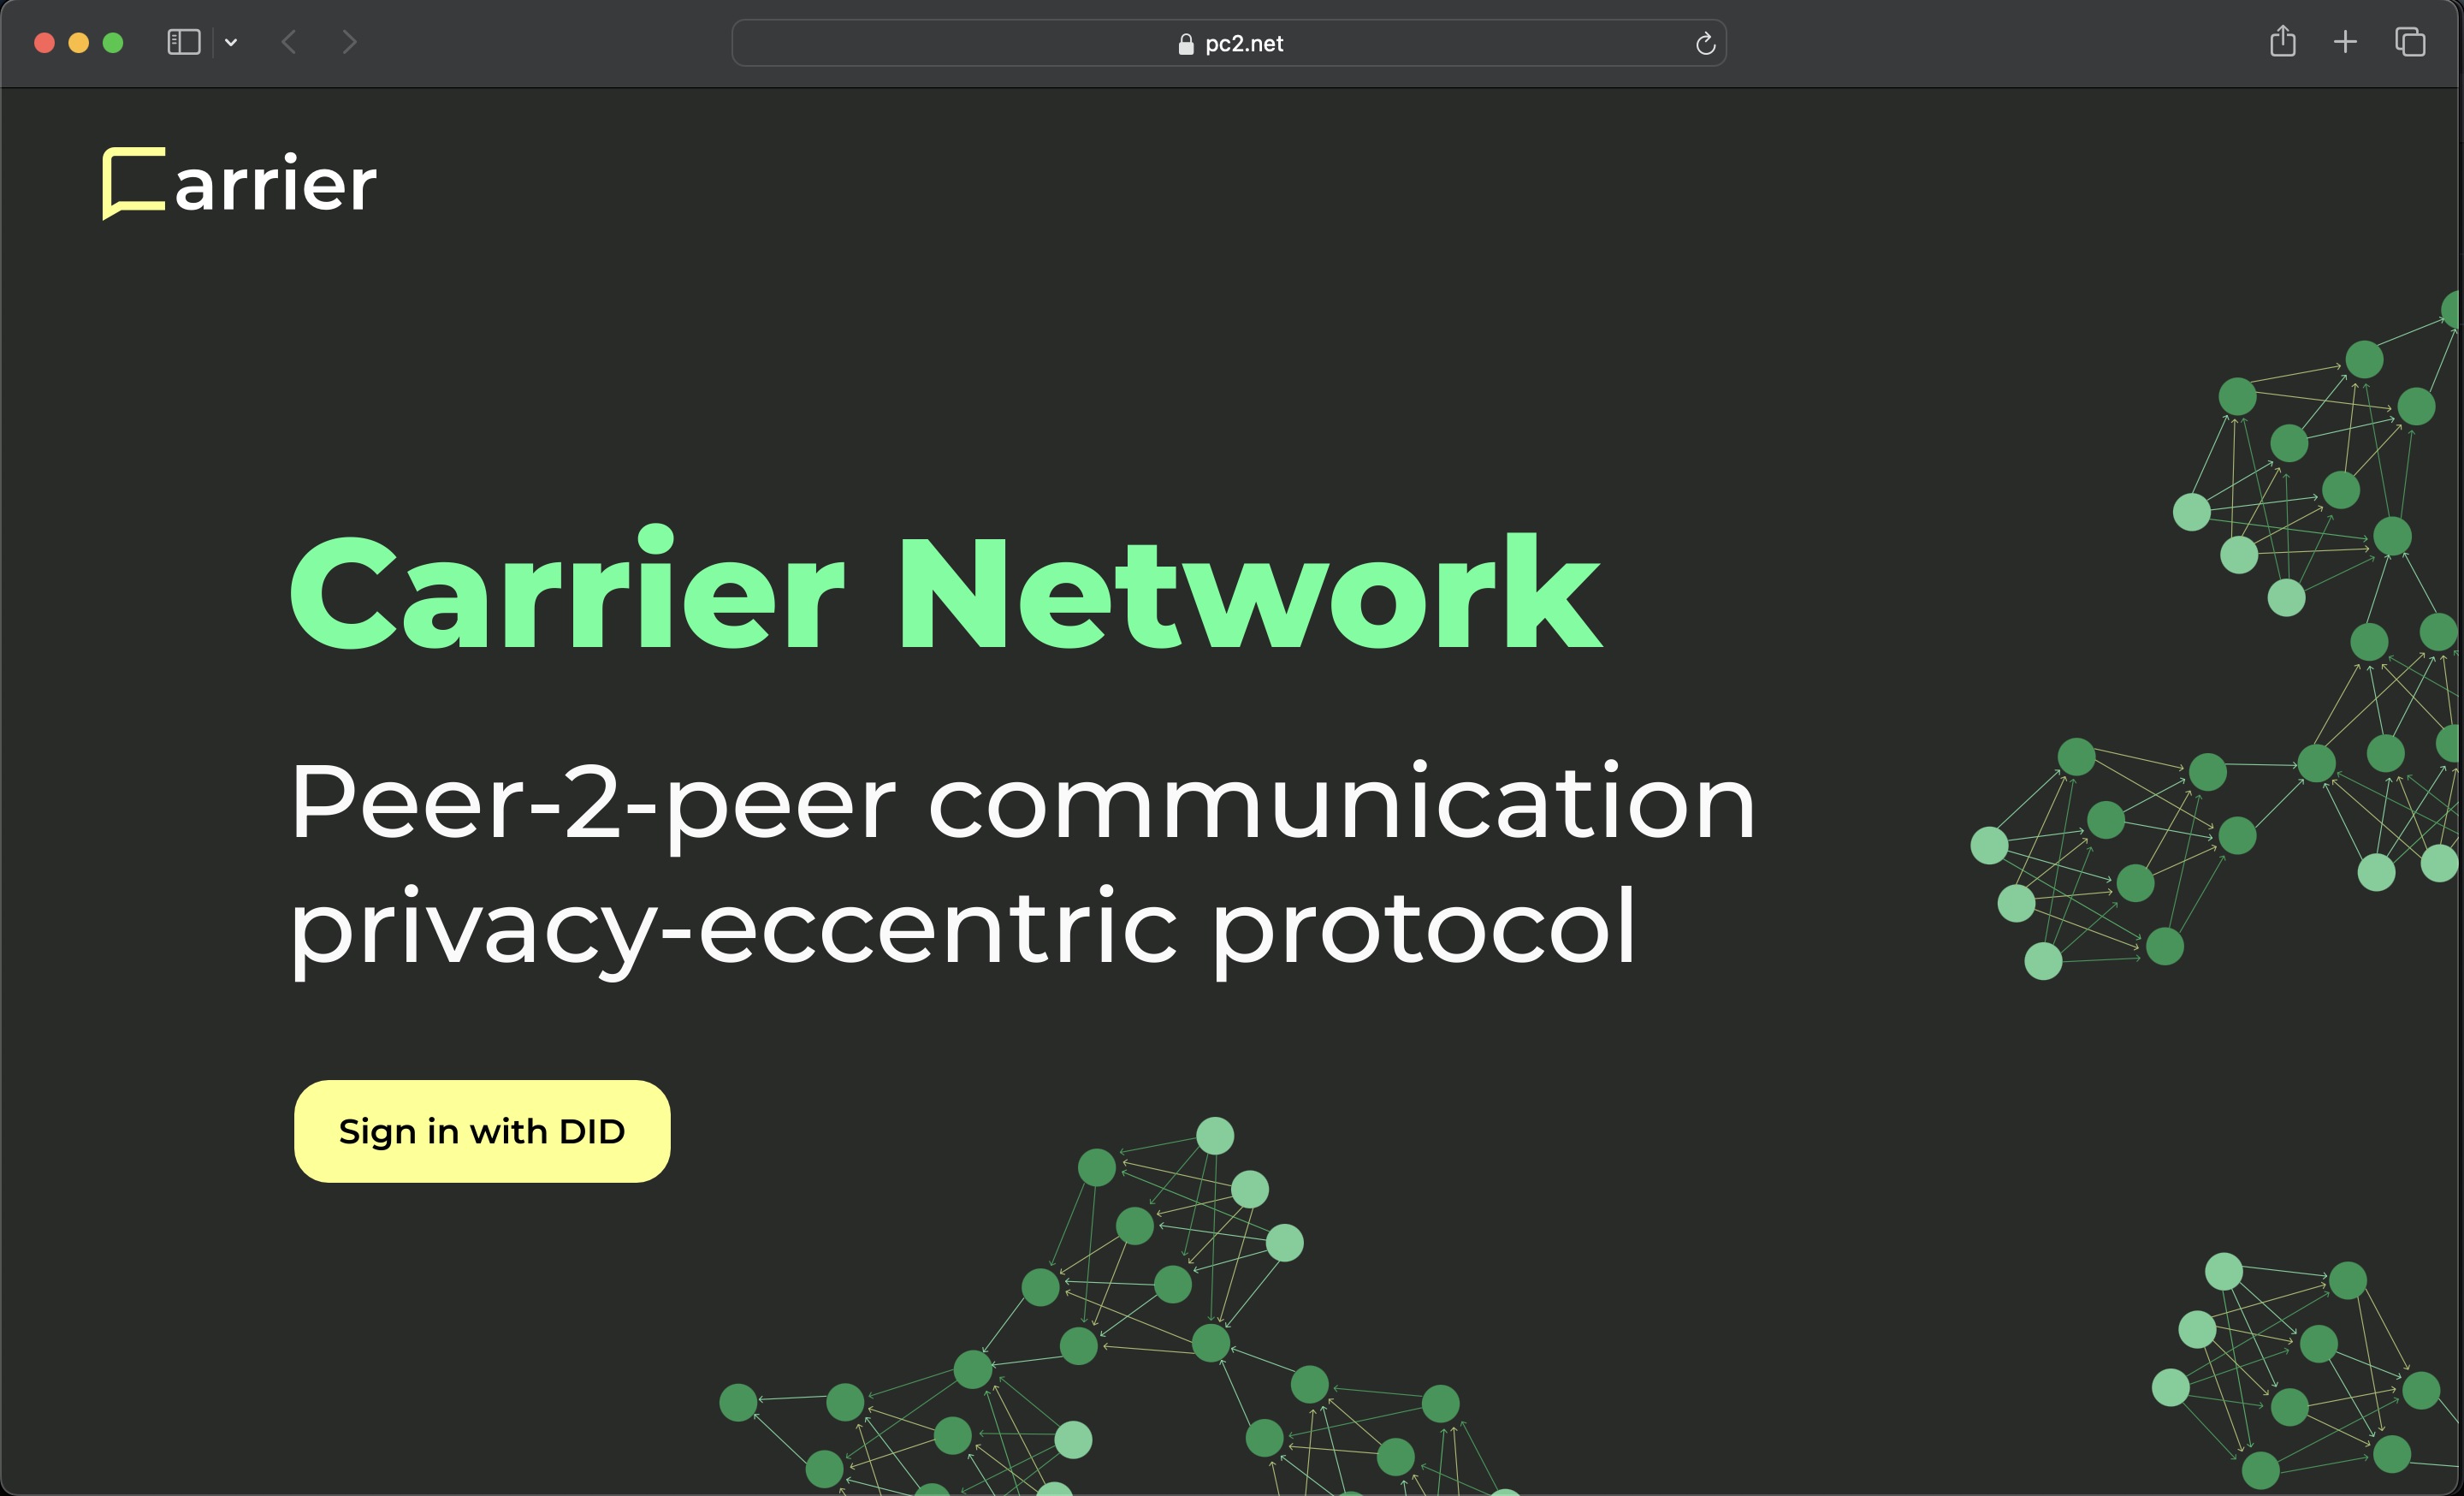 pc2.net
Carrier
Carrier Network
Peer-2-peer communication
privacy-eccentric protocol
Sign in with DID